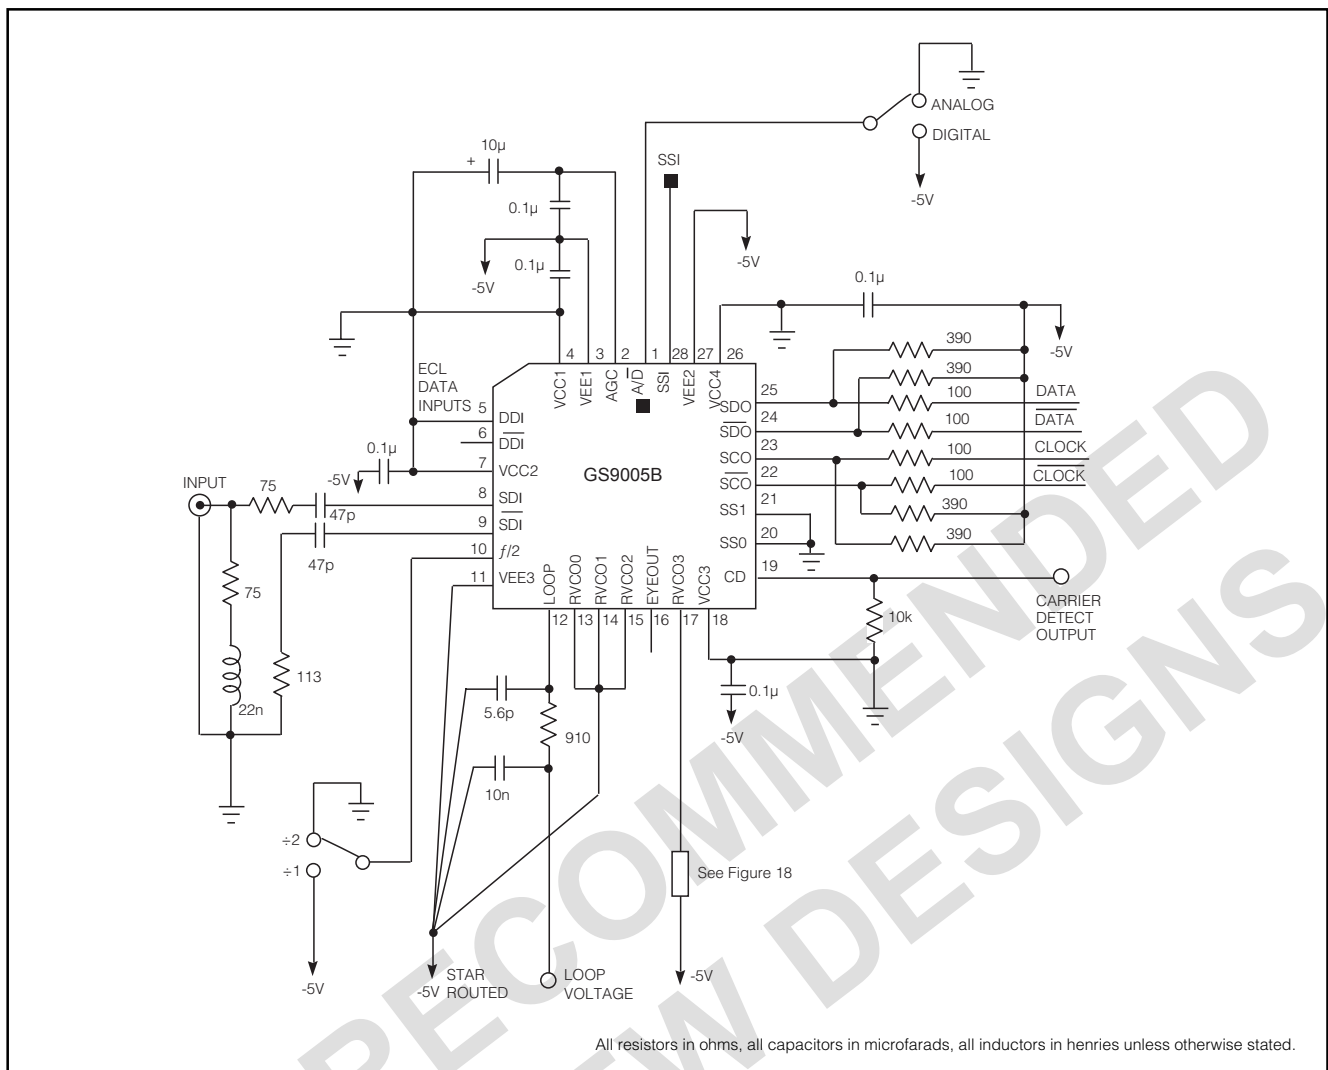 ANALOG
DIGITAL
-5V
10µ
+
SSI
0.1µ
-5V
0.1µ
-5V
0.1µ
-5V
4 3 2 1 28 27 26
VCC1 VEE1 AGC A/D SSI VEE2 VCC4
ECL
DATA
INPUTS
5 DDI
6 DDI
7 VCC2
8 SDI
9 SDI
10 ƒ/2
11 VEE3
GS9005B
25 SDO
24 SDO
23 SCO
22 SCO
21 SS1
20 SS0
19 CD
LOOP RVCO0 RVCO1 RVCO2 EYEOUT RVCO3 VCC3
12 13 14 15 16 17 18
390
390
100 DATA
100 DATA
100 CLOCK
100 CLOCK
390
390
0.1µ
-5V
INPUT
75
47p
47p
75
113
22n
CARRIER
DETECT
OUTPUT
10k
0.1µ
-5V
5.6p
910
10n
÷2
÷1
-5V
See Figure 18
-5V
-5V STAR
ROUTED
LOOP
VOLTAGE
RECOMMENDED
EW DESIGNS
All resistors in ohms, all capacitors in microfarads, all inductors in henries unless otherwise stated.